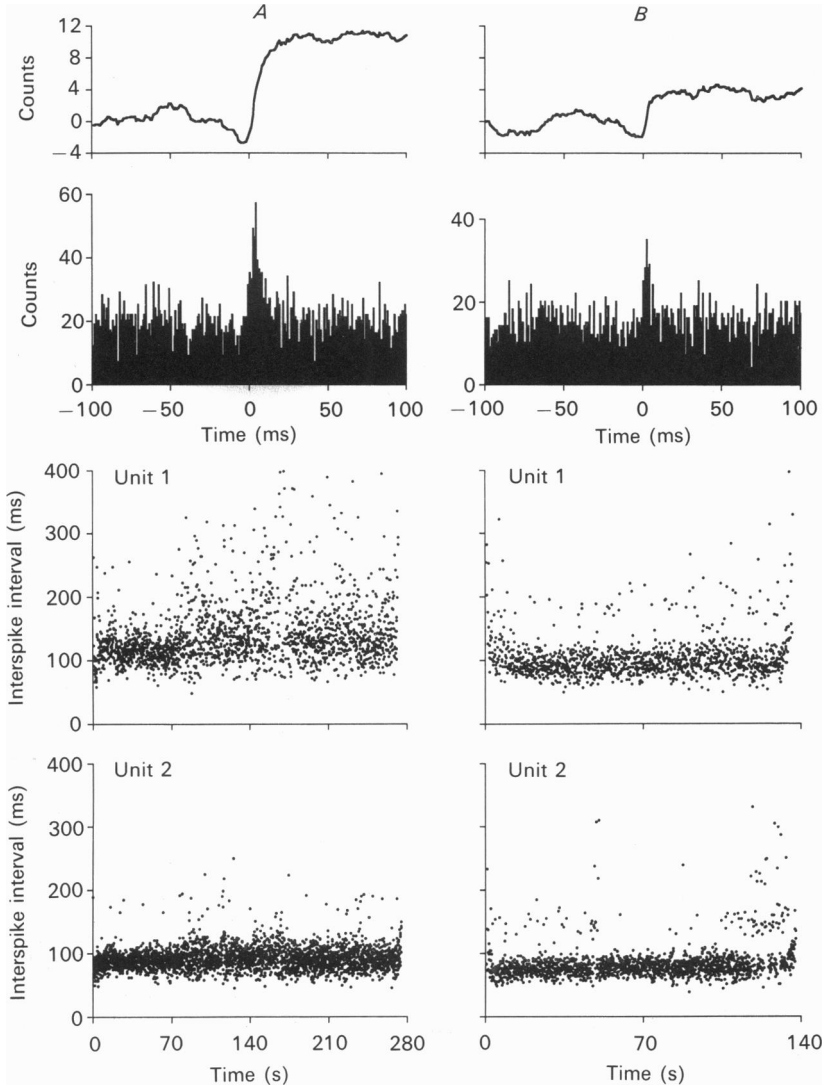 A
B
12
8
4
0
−4
Counts
60
40
20
0
Counts
40
20
0
−100 −50 0 50 100
−100 −50 0 50 100
Time (ms)
Time (ms)
Unit 1
Unit 1
400
300
200
100
0
Interspike interval (ms)
Unit 2
Unit 2
400
300
200
100
0
Interspike interval (ms)
0 70 140 210 280
0 70 140
Time (s)
Time (s)